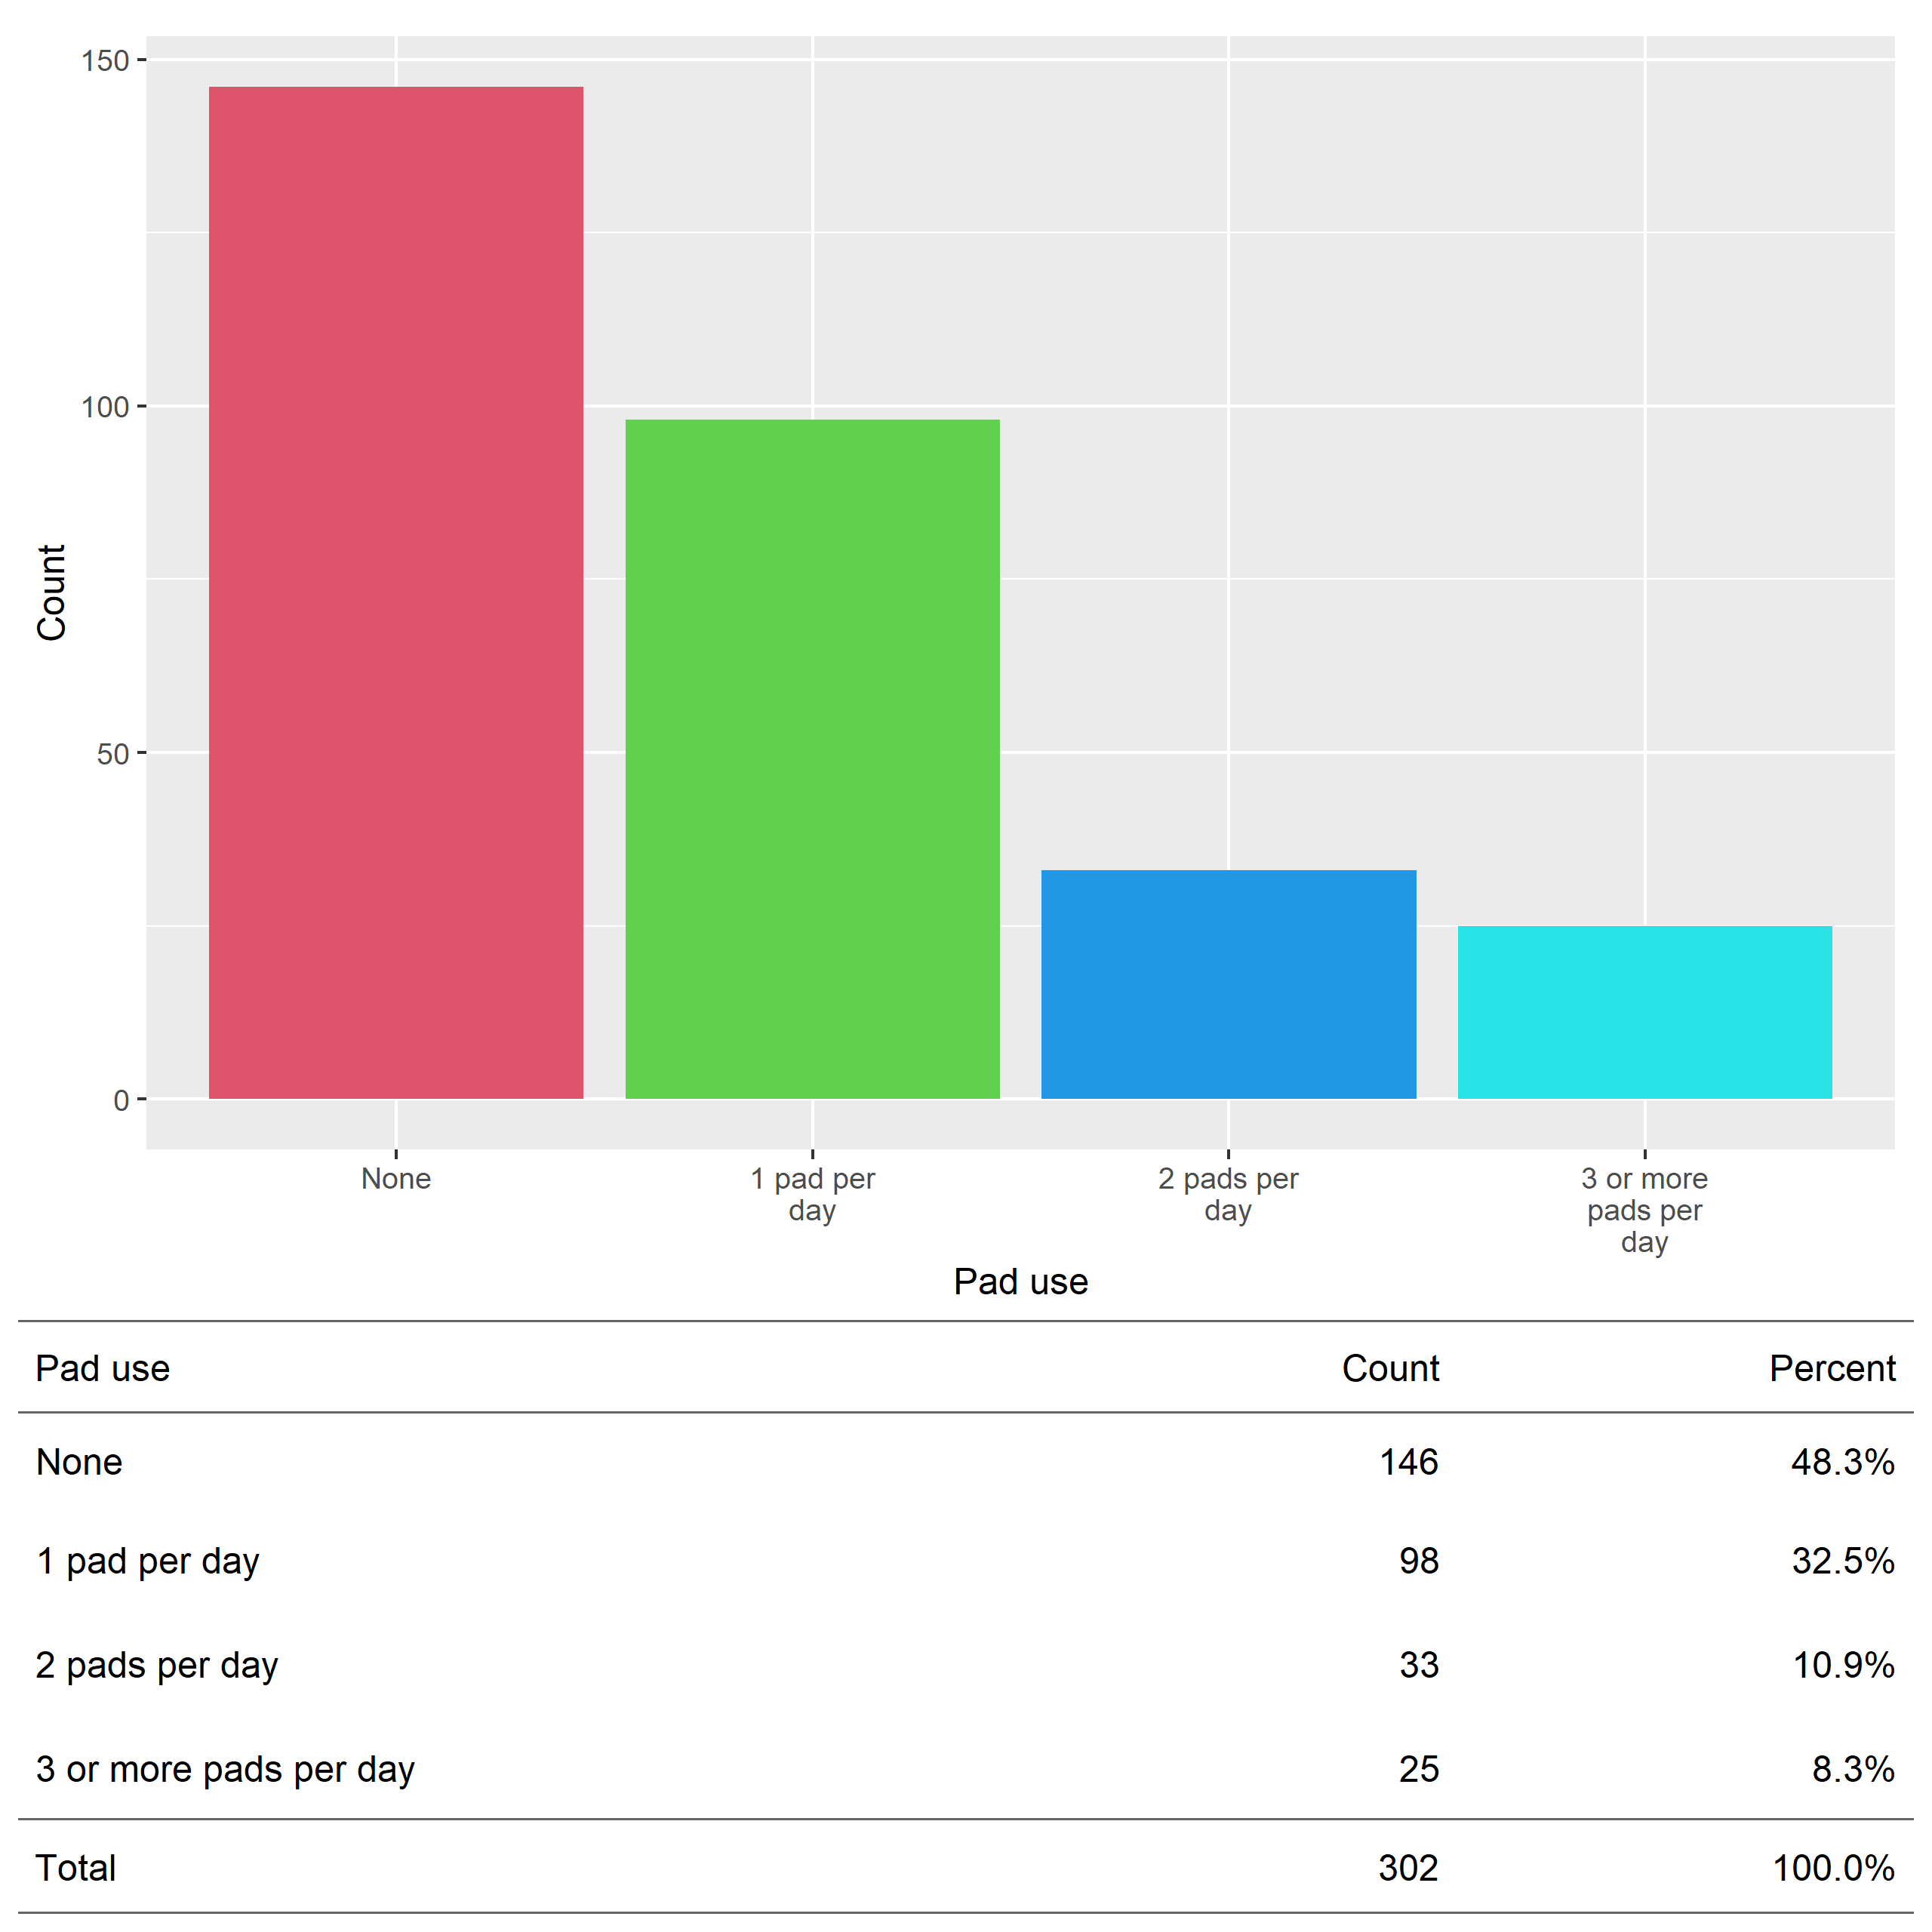 150
100
50
0
Count
None
1 pad per
day
2 pads per
day
3 or more
pads per
day
Pad use
Pad use Count Percent
None 146 48.3%
1 pad per day 98 32.5%
2 pads per day 33 10.9%
3 or more pads per day 25 8.3%
Total 302 100.0%